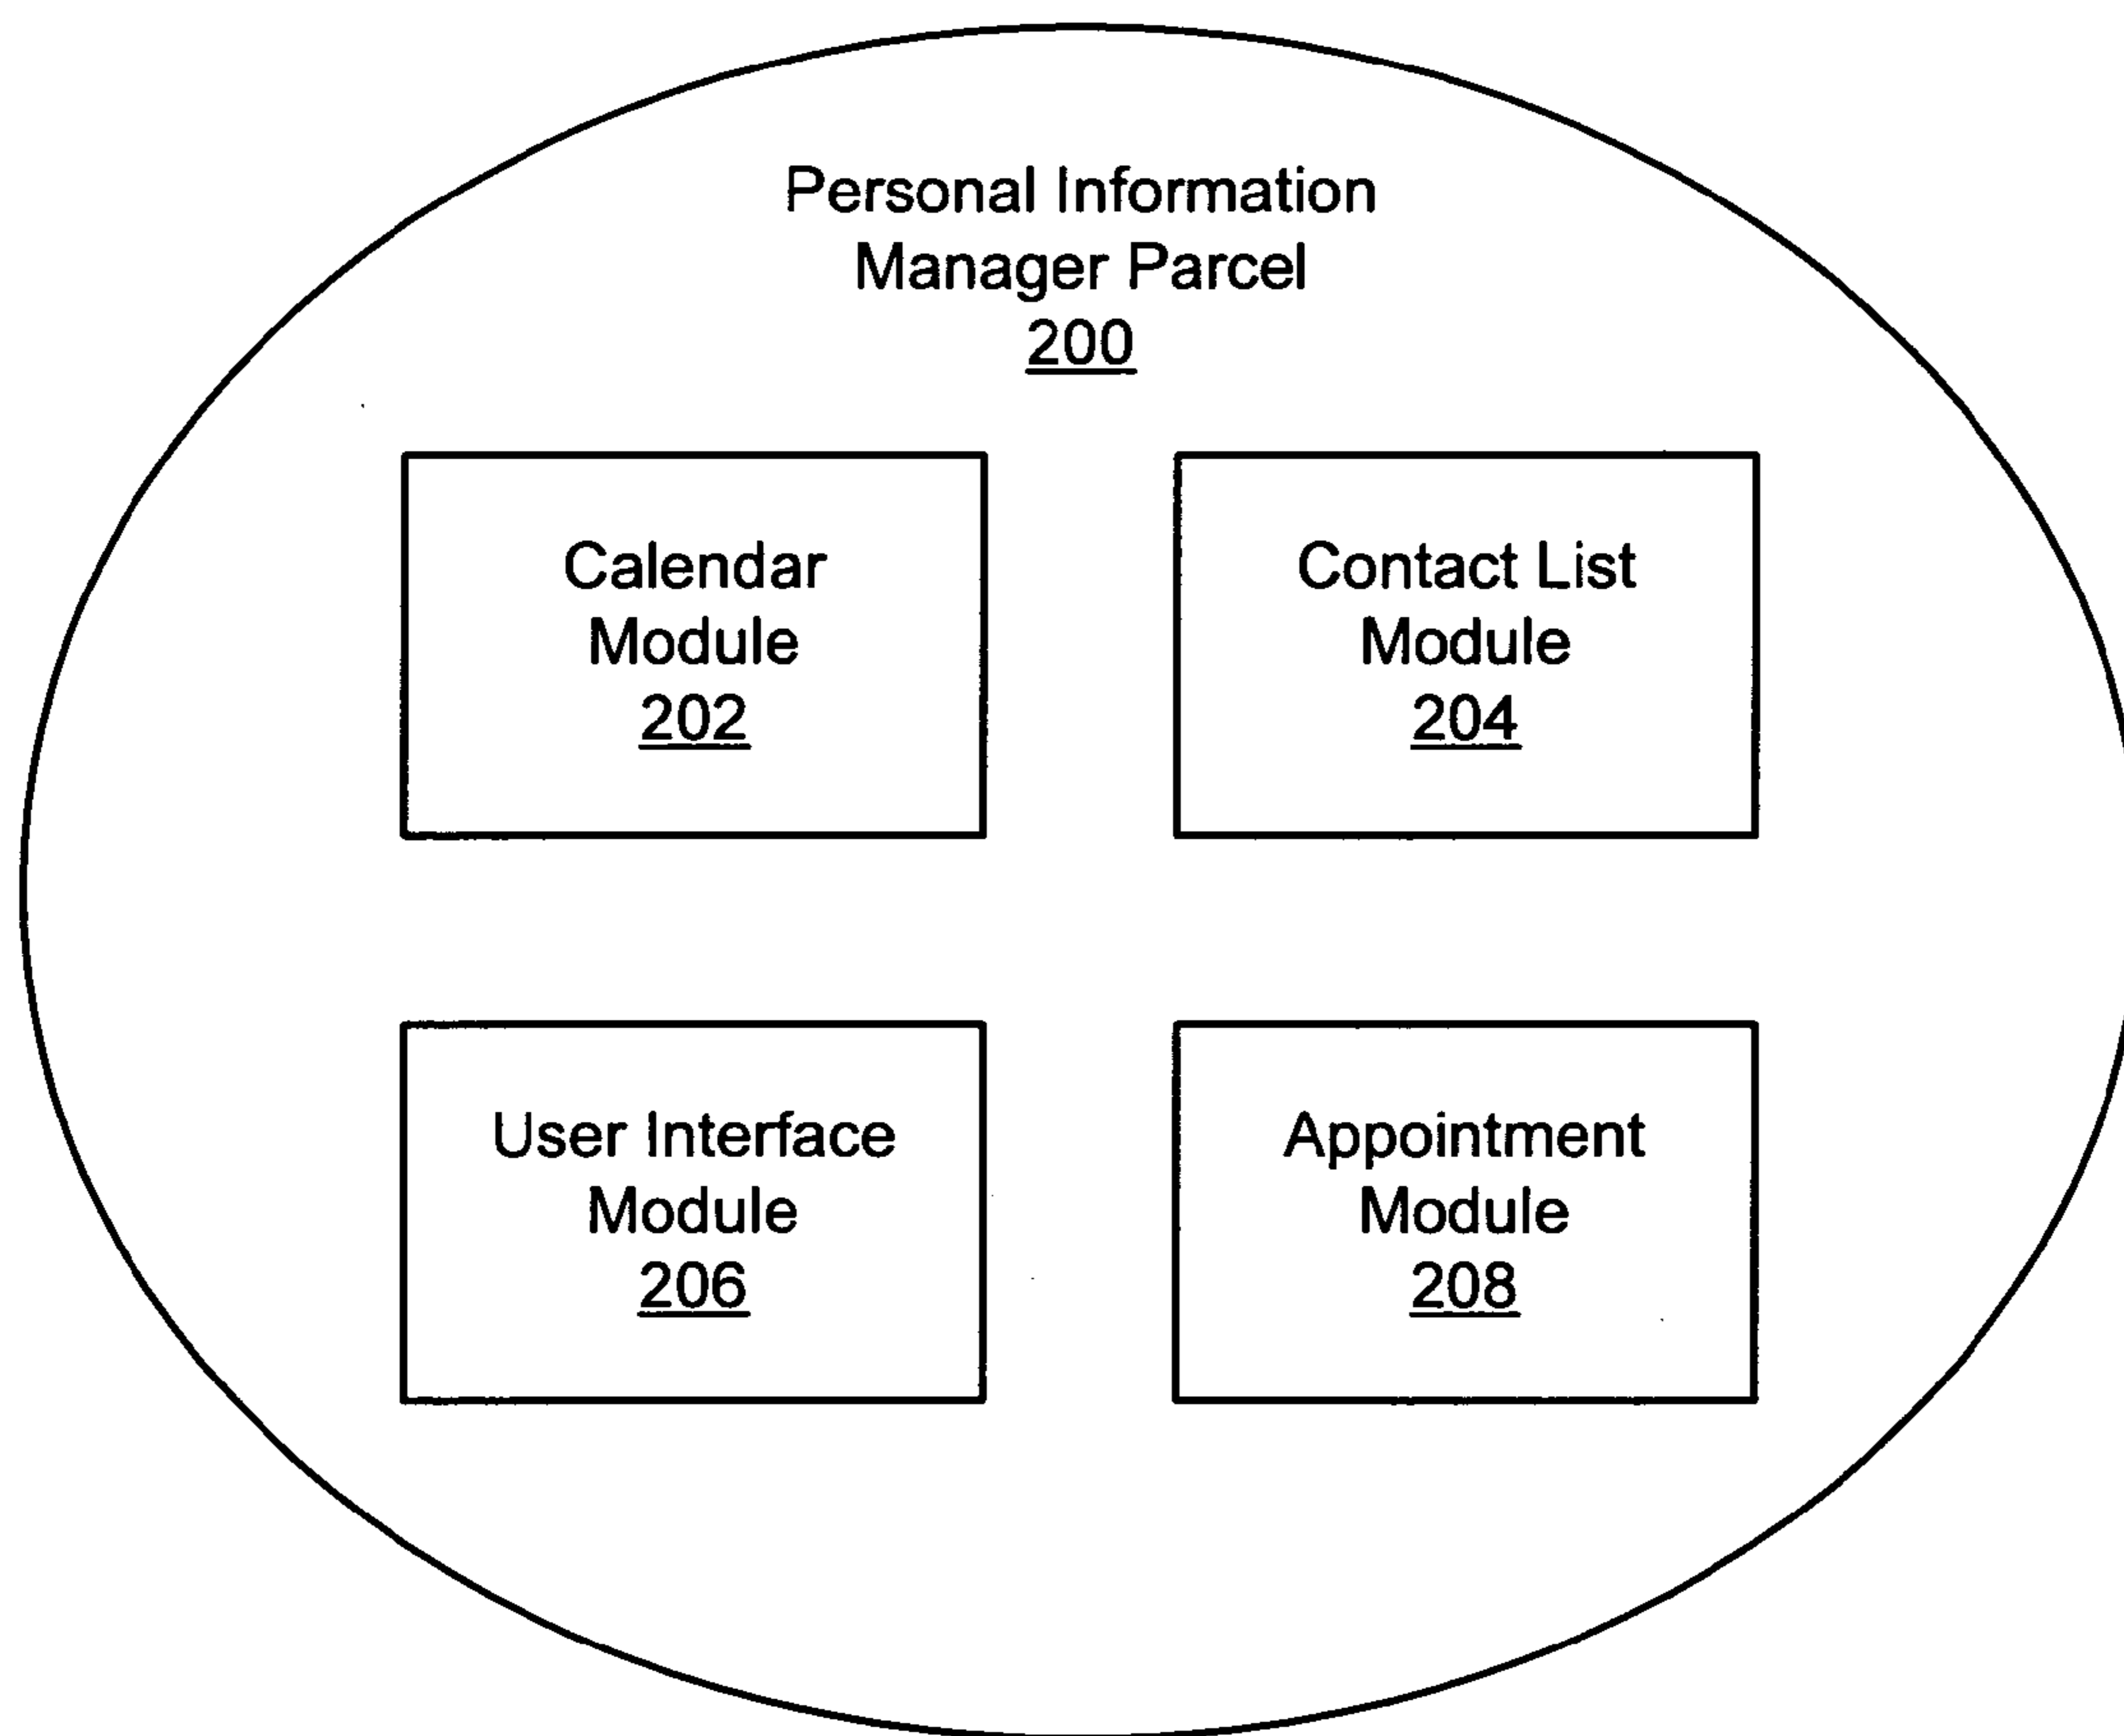 Personal Information
Manager Parcel
200
Calendar
Module
202
Contact List
Module
204
User Interface
Module
206
Appointment
Module
208